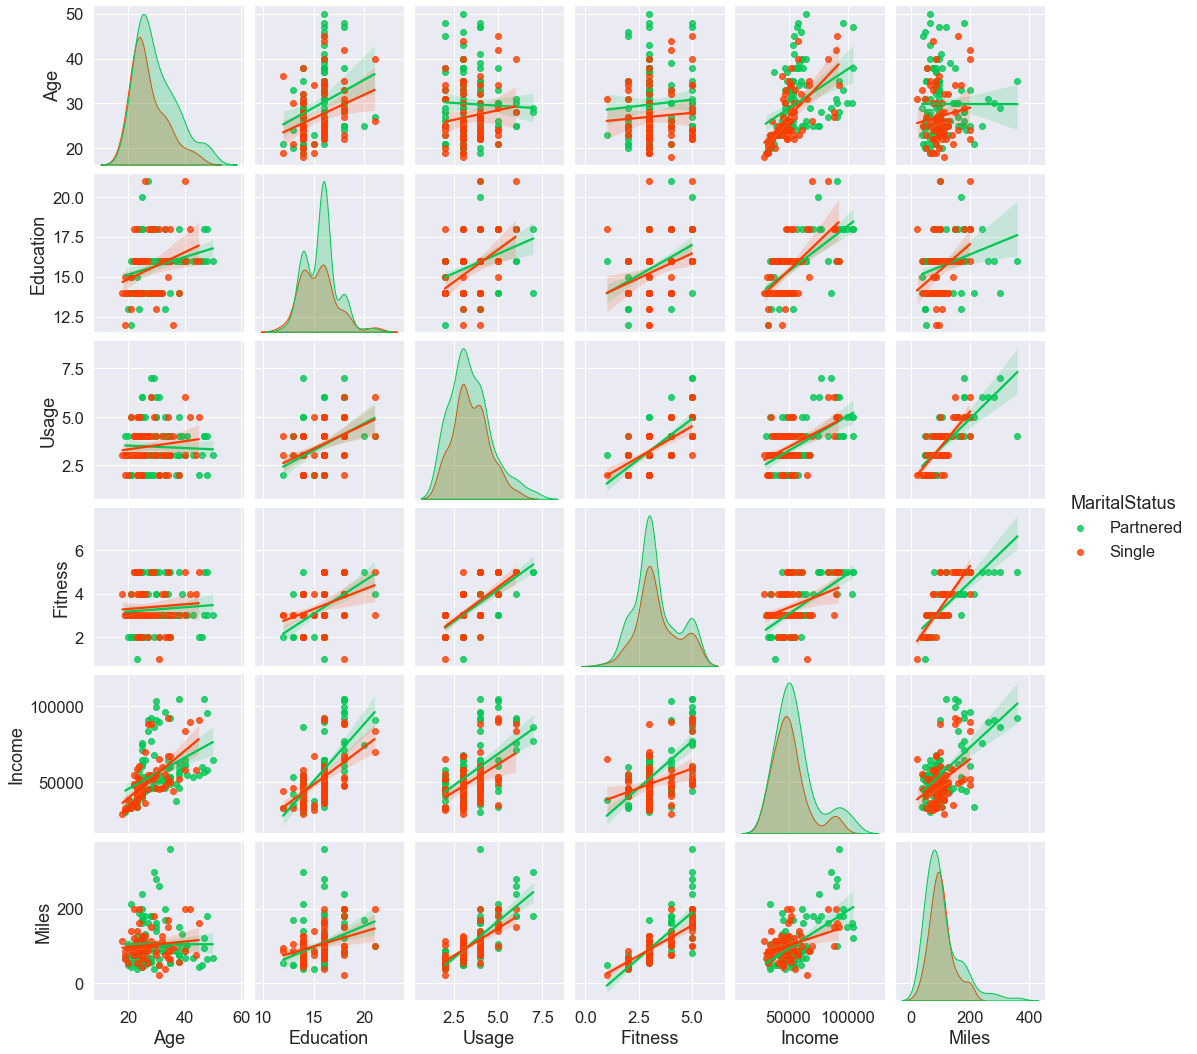 50
40
30
20
Age
20.0
17.5
15.0
12.5
Education
7.5
5.0
2.5
Usage
MaritalStatus
Partnered
Single
6
4
2
Fitness
100000
50000
Income
200
0
Miles
20 40 60 10 15 20 2.5 5.0 7.5 0.0 2.5 5.0 50000 100000 0 200 400
Age Education Usage Fitness Income Miles